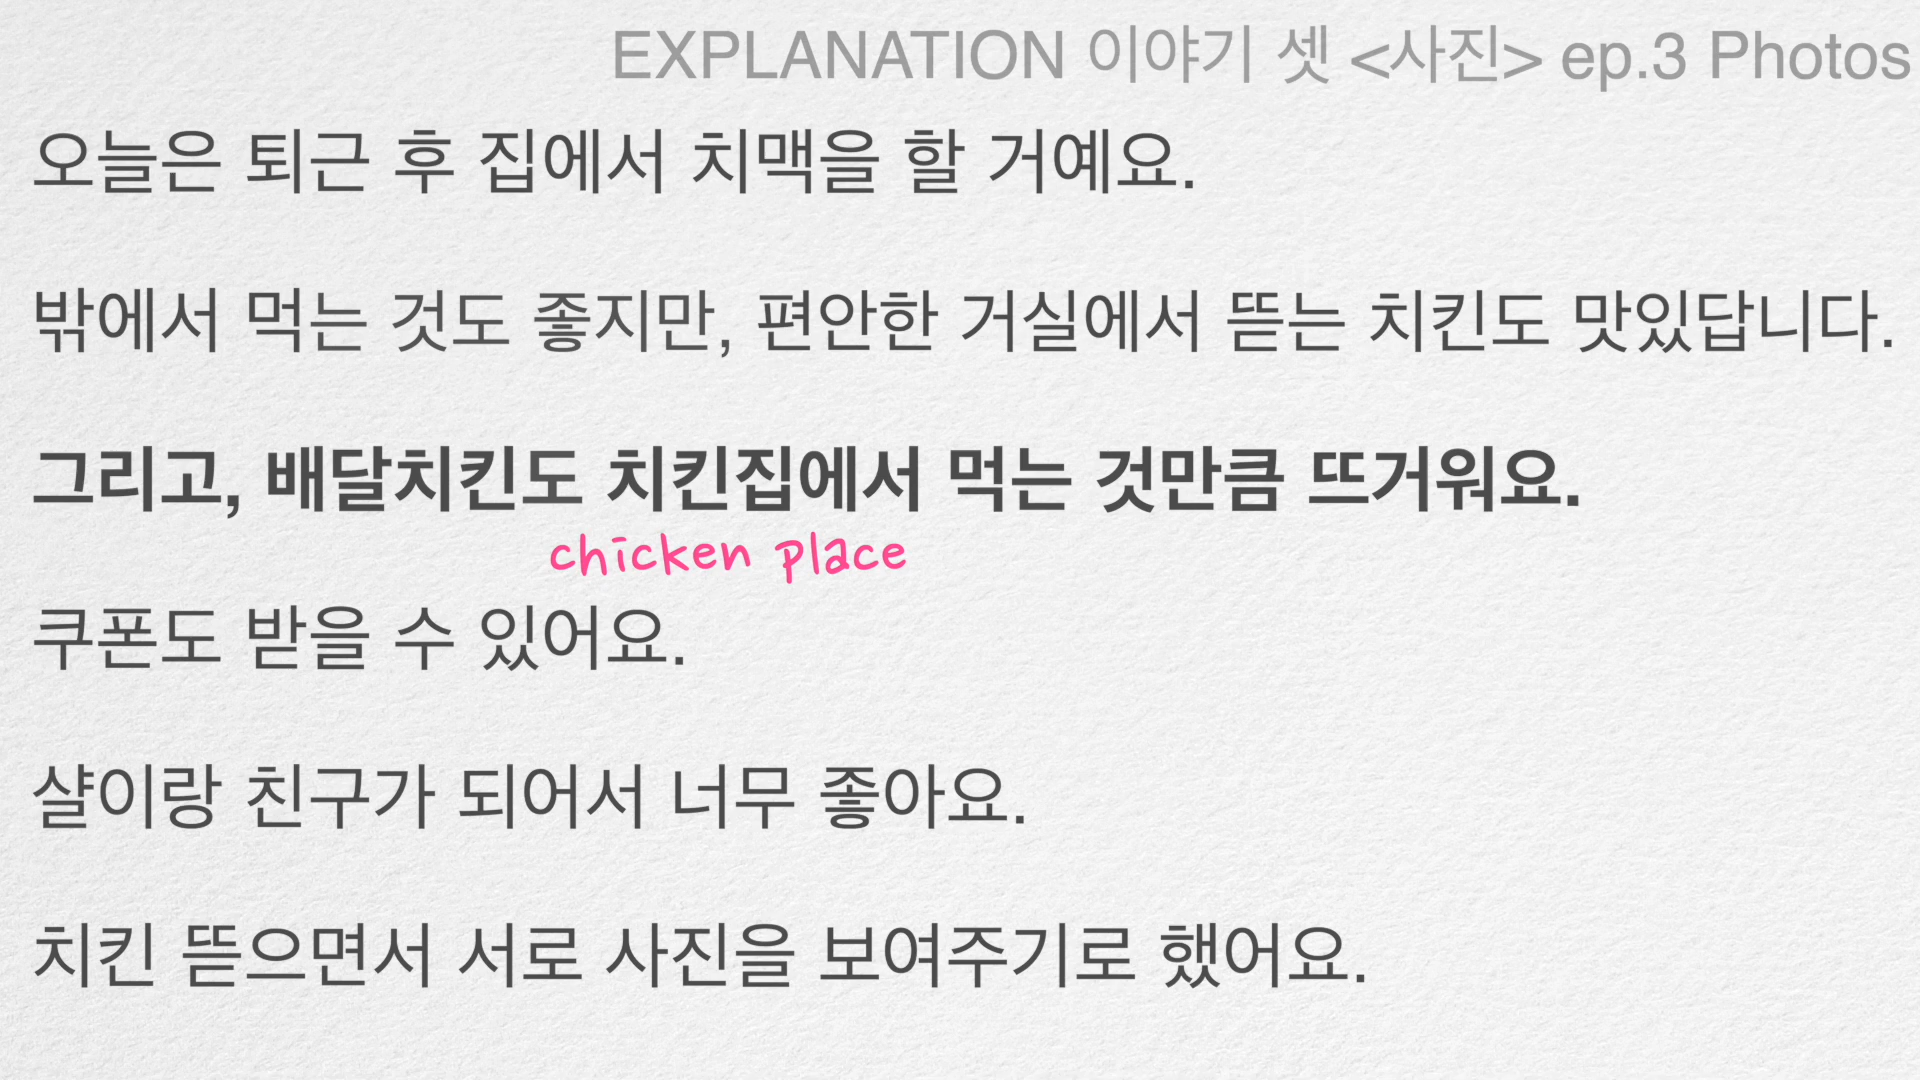 EXPLANATION 이야기 셋 <사진> ep.3 Photos
오늘은 퇴근 후 집에서 치맥을 할 거예요.
밖에서 먹는 것도 좋지만, 편안한 거실에서 뜯는 치킨도 맛있답니다.
그리고, 배달치킨도 치킨집에서 먹는 것만큼 뜨거워요.
chicken place
쿠폰도 받을 수 있어요.
샬이랑 친구가 되어서 너무 좋아요.
치킨 뜯으면서 서로 사진을 보여주기로 했어요.